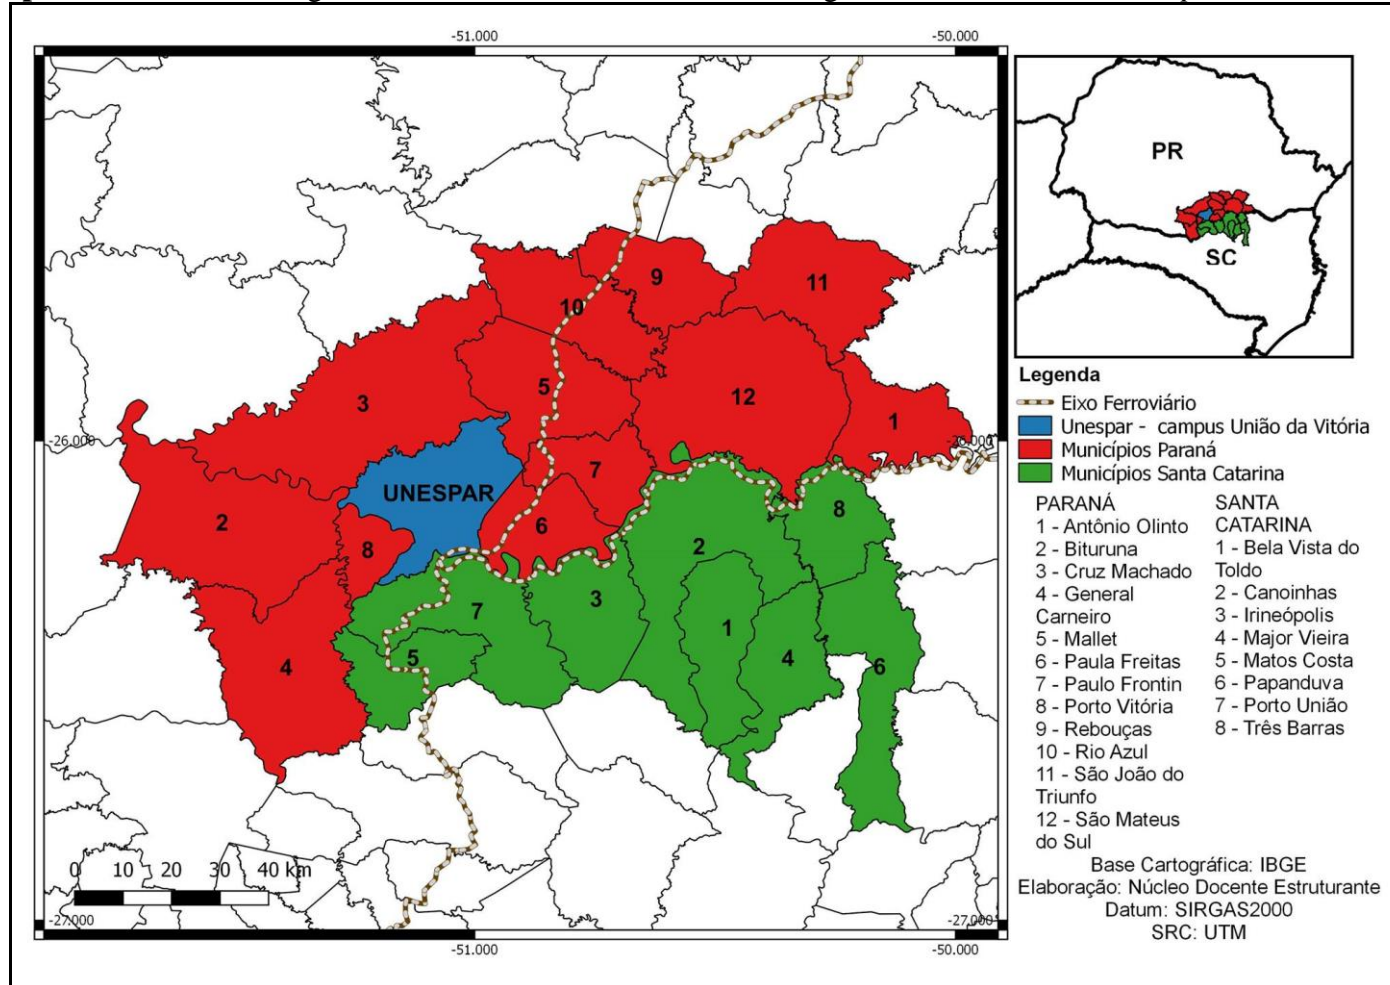 -51.000
-50.000
9
11
10
3
5
12
1
-26.000
7
UNESPAR
2
6
8
8
2
3
7
1
5
4
4
6
0 10 20 30 40 km
-27.000
-27.000
-51.000
-50.000
PR
SC
Legenda
Eixo Ferroviário
Unespar - campus União da Vitória
Municípios Paraná
Municípios Santa Catarina
PARANÁ
1 - Antônio Olinto
2 - Bituruna
3 - Cruz Machado
4 - General
Carneiro
5 - Mallet
6 - Paula Freitas
7 - Paulo Frontin
8 - Porto Vitória
9 - Rebouças
10 - Rio Azul
11 - São João do
Triunfo
12 - São Mateus
do Sul
SANTA
CATARINA
1 - Bela Vista do
Toldo
2 - Canoinhas
3 - Irineópolis
4 - Major Vieira
5 - Matos Costa
6 - Papanduva
7 - Porto União
8 - Três Barras
Base Cartográfica: IBGE
Elaboração: Núcleo Docente Estruturante
Datum: SIRGAS2000
SRC: UTM